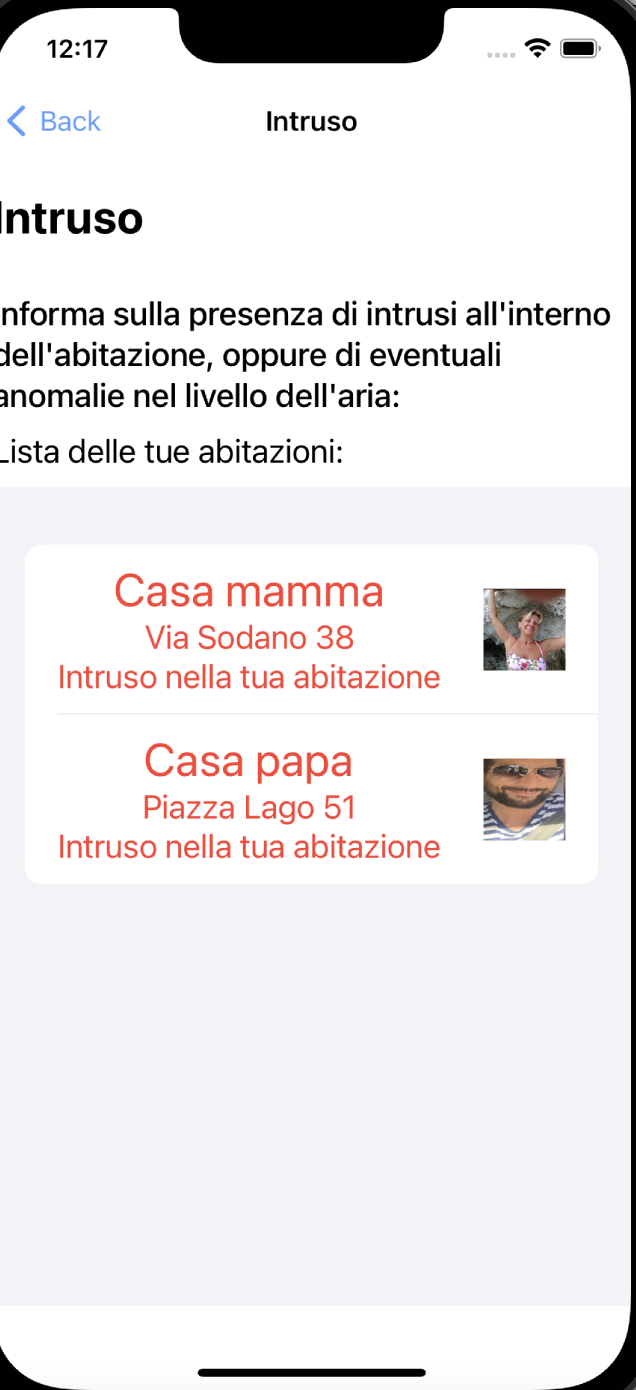 12:17
Back
Intruso
Intruso
Informa sulla presenza di intrusi all'interno
dell'abitazione, oppure di eventuali
anomalie nel livello dell'aria:
Lista delle tue abitazioni:
Casa mamma
Via Sodano 38
Intruso nella tua abitazione
Casa papa
Piazza Lago 51
Intruso nella tua abitazione